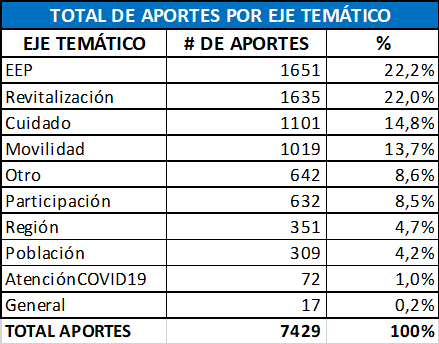 TOTAL DE APORTES POR EJE TEMÁTICO
EJE TEMÁTICO # DE APORTES %
EEP 1651 22,2%
Revitalización 1635 22,0%
Cuidado 1101 14,8%
Movilidad 1019 13,7%
Otro 642 8,6%
Participación 632 8,5%
Región 351 4,7%
Población 309 4,2%
AtenciónCOVID19 72 1,0%
General 17 0,2%
TOTAL APORTES 7429 100%